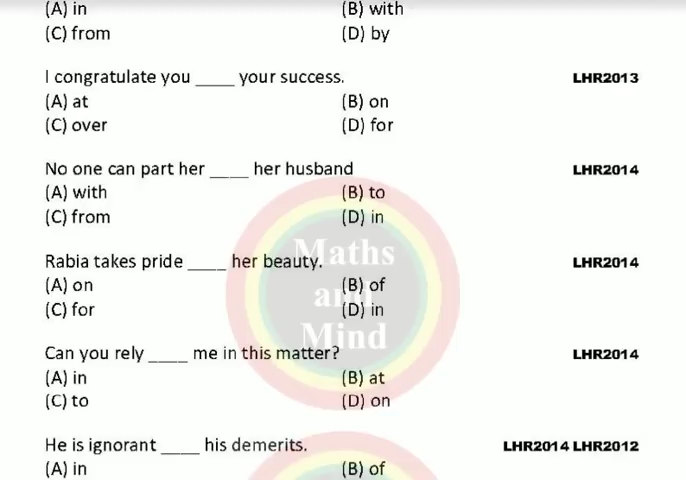 (A) in (B) with
(C) from (D) by
I congratulate you ____ your success. LHR2013
(A) at (B) on
(C) over (D) for
No one can part her ____ her husband LHR2014
(A) with (B) to
(C) from (D) in
Rabia takes pride ____ her beauty. LHR2014
(A) on (B) of
(C) for (D) in
Can you rely ____ me in this matter? LHR2014
(A) in (B) at
(C) to (D) on
He is ignorant ____ his demerits. LHR2014 LHR2012
(A) in (B) of
Maths
and
Mind